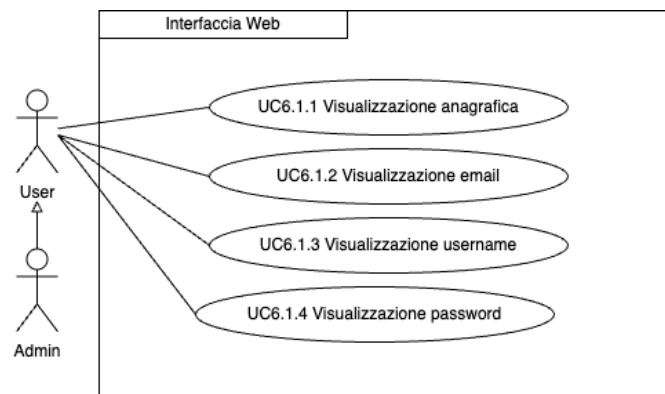 Interfaccia Web
UC6.1.1 Visualizzazione anagrafica
UC6.1.2 Visualizzazione email
User
UC6.1.3 Visualizzazione username
UC6.1.4 Visualizzazione password
Admin